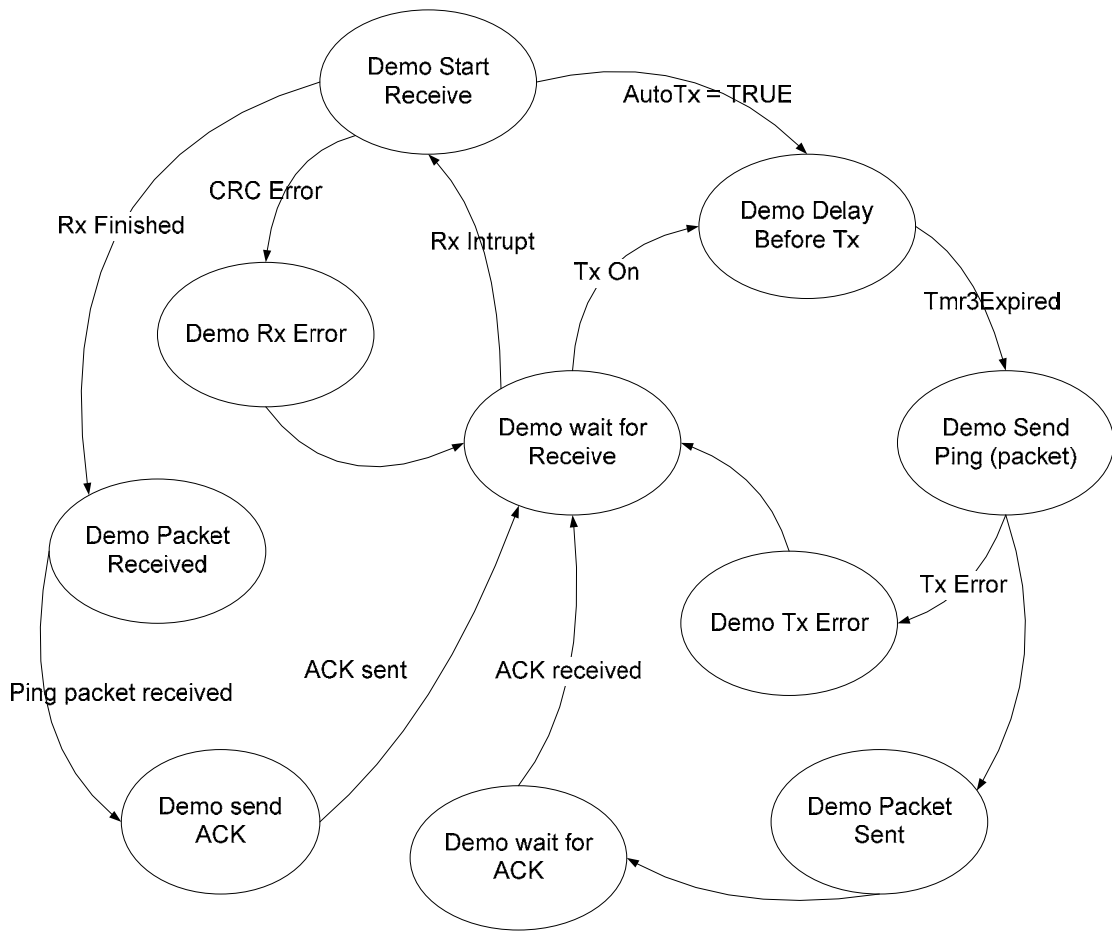 Demo Start
Receive
AutoTx = TRUE
CRC Error
Rx Finished
Rx Intrupt
Demo Delay
Before Tx
Tx On
Tmr3Expired
Demo Rx Error
Demo wait for
Receive
Demo Send
Ping (packet)
Demo Packet
Received
Tx Error
Demo Tx Error
ACK sent
ACK received
Ping packet received
Demo send
ACK
Demo wait for
ACK
Demo Packet
Sent